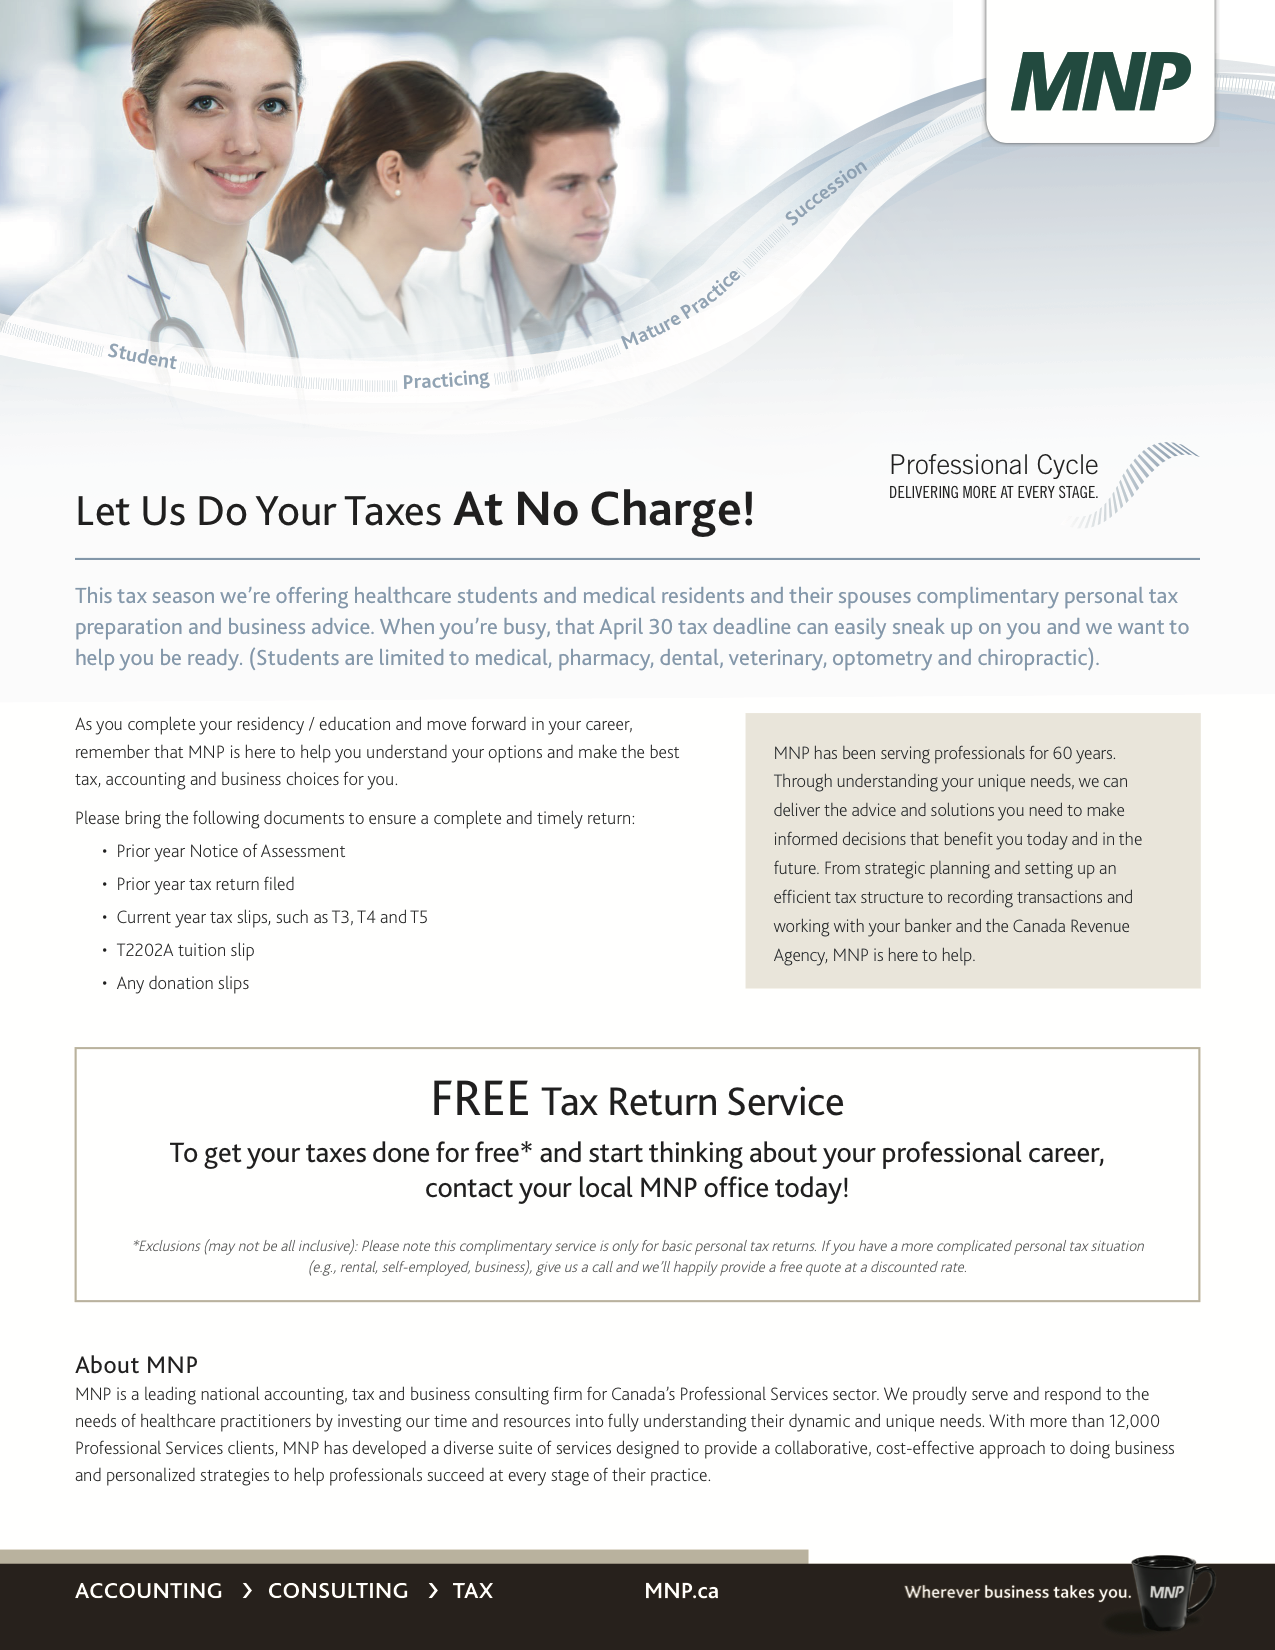 MNP
Student
Practicing
Mature Practice
Succession
Professional Cycle
DELIVERING MORE AT EVERY STAGE.
Let Us Do Your Taxes At No Charge!
This tax season we’re offering healthcare students and medical residents and their spouses complimentary personal tax
preparation and business advice. When you’re busy, that April 30 tax deadline can easily sneak up on you and we want to
help you be ready. (Students are limited to medical, pharmacy, dental, veterinary, optometry and chiropractic).
As you complete your residency / education and move forward in your career,
remember that MNP is here to help you understand your options and make the best
tax, accounting and business choices for you.
Please bring the following documents to ensure a complete and timely return:
• Prior year Notice of Assessment
• Prior year tax return filed
• Current year tax slips, such as T3, T4 and T5
• T2202A tuition slip
• Any donation slips
MNP has been serving professionals for 60 years.
Through understanding your unique needs, we can
deliver the advice and solutions you need to make
informed decisions that benefit you today and in the
future. From strategic planning and setting up an
efficient tax structure to recording transactions and
working with your banker and the Canada Revenue
Agency, MNP is here to help.
FREE Tax Return Service
To get your taxes done for free* and start thinking about your professional career,
contact your local MNP office today!
*Exclusions (may not be all inclusive): Please note this complimentary service is only for basic personal tax returns. If you have a more complicated personal tax situation
(e.g., rental, self-employed, business), give us a call and we’ll happily provide a free quote at a discounted rate.
About MNP
MNP is a leading national accounting, tax and business consulting firm for Canada’s Professional Services sector. We proudly serve and respond to the
needs of healthcare practitioners by investing our time and resources into fully understanding their dynamic and unique needs. With more than 12,000
Professional Services clients, MNP has developed a diverse suite of services designed to provide a collaborative, cost-effective approach to doing business
and personalized strategies to help professionals succeed at every stage of their practice.
ACCOUNTING › CONSULTING › TAX
MNP.ca
Wherever business takes you.
MNP